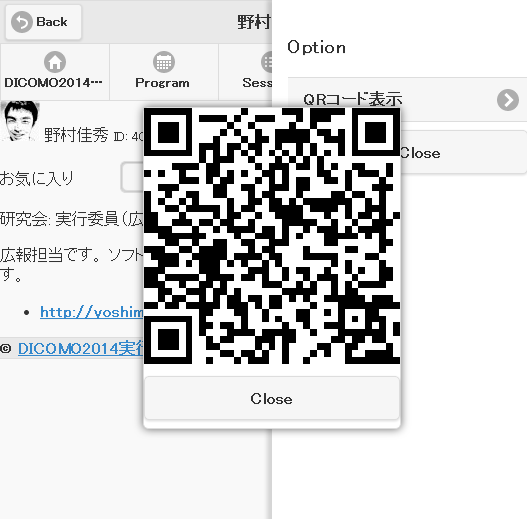 Back
野村
Option
DICOMO2014…
Program
Sess
QRコード表示
Close
野村佳秀 ID: 40
お気に入り
研究会: 実行委員（広
広報担当です。ソフト
す。
http://yoshim
© DICOMO2014実行
Close